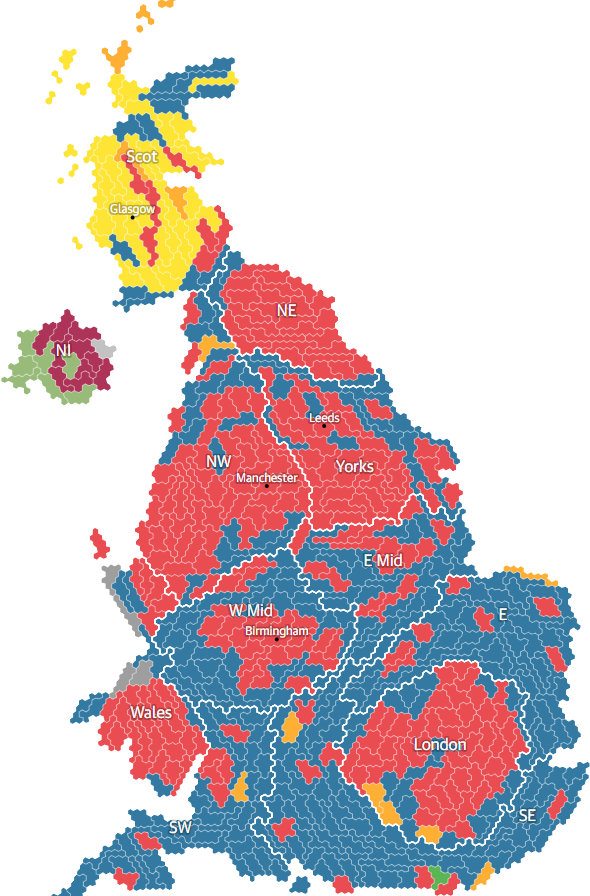 Scot
Glasgow
NE
NI
Leeds
NW
Yorks
Manchester
E Mid
W Mid
E
Birmingham
Wales
London
SE
SW